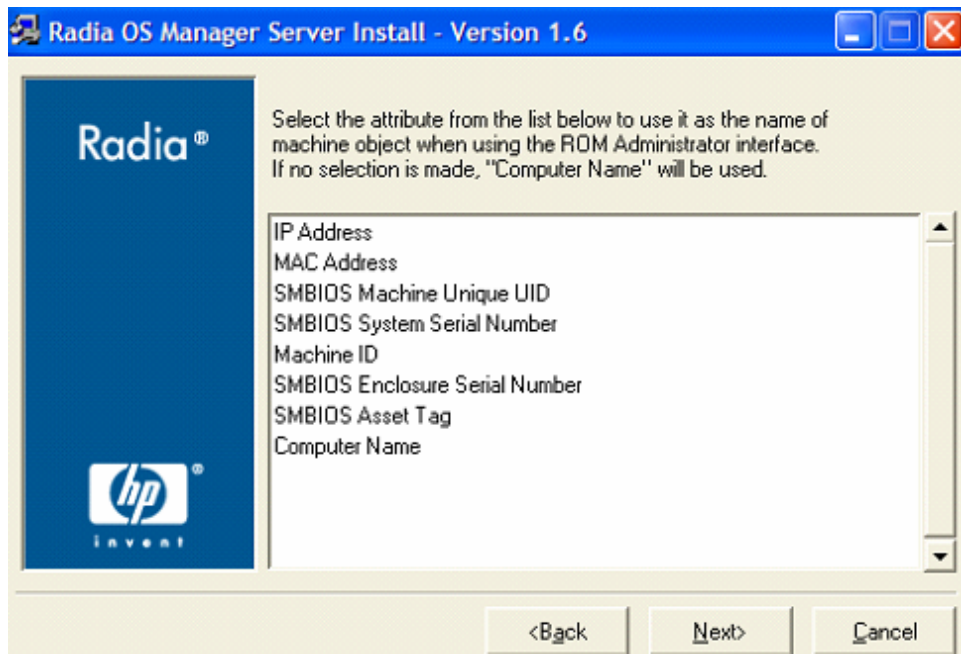 Radia OS Manager Server Install - Version 1.6
Radia ®
Select the attribute from the list below to use it as the name of
machine object when using the ROM Administrator interface.
If no selection is made, "Computer Name" will be used.
IP Address
MAC Address
SMBIOS Machine Unique UID
SMBIOS System Serial Number
Machine ID
SMBIOS Enclosure Serial Number
SMBIOS Asset Tag
Computer Name
hp ®
invent
<Back
Next>
Cancel